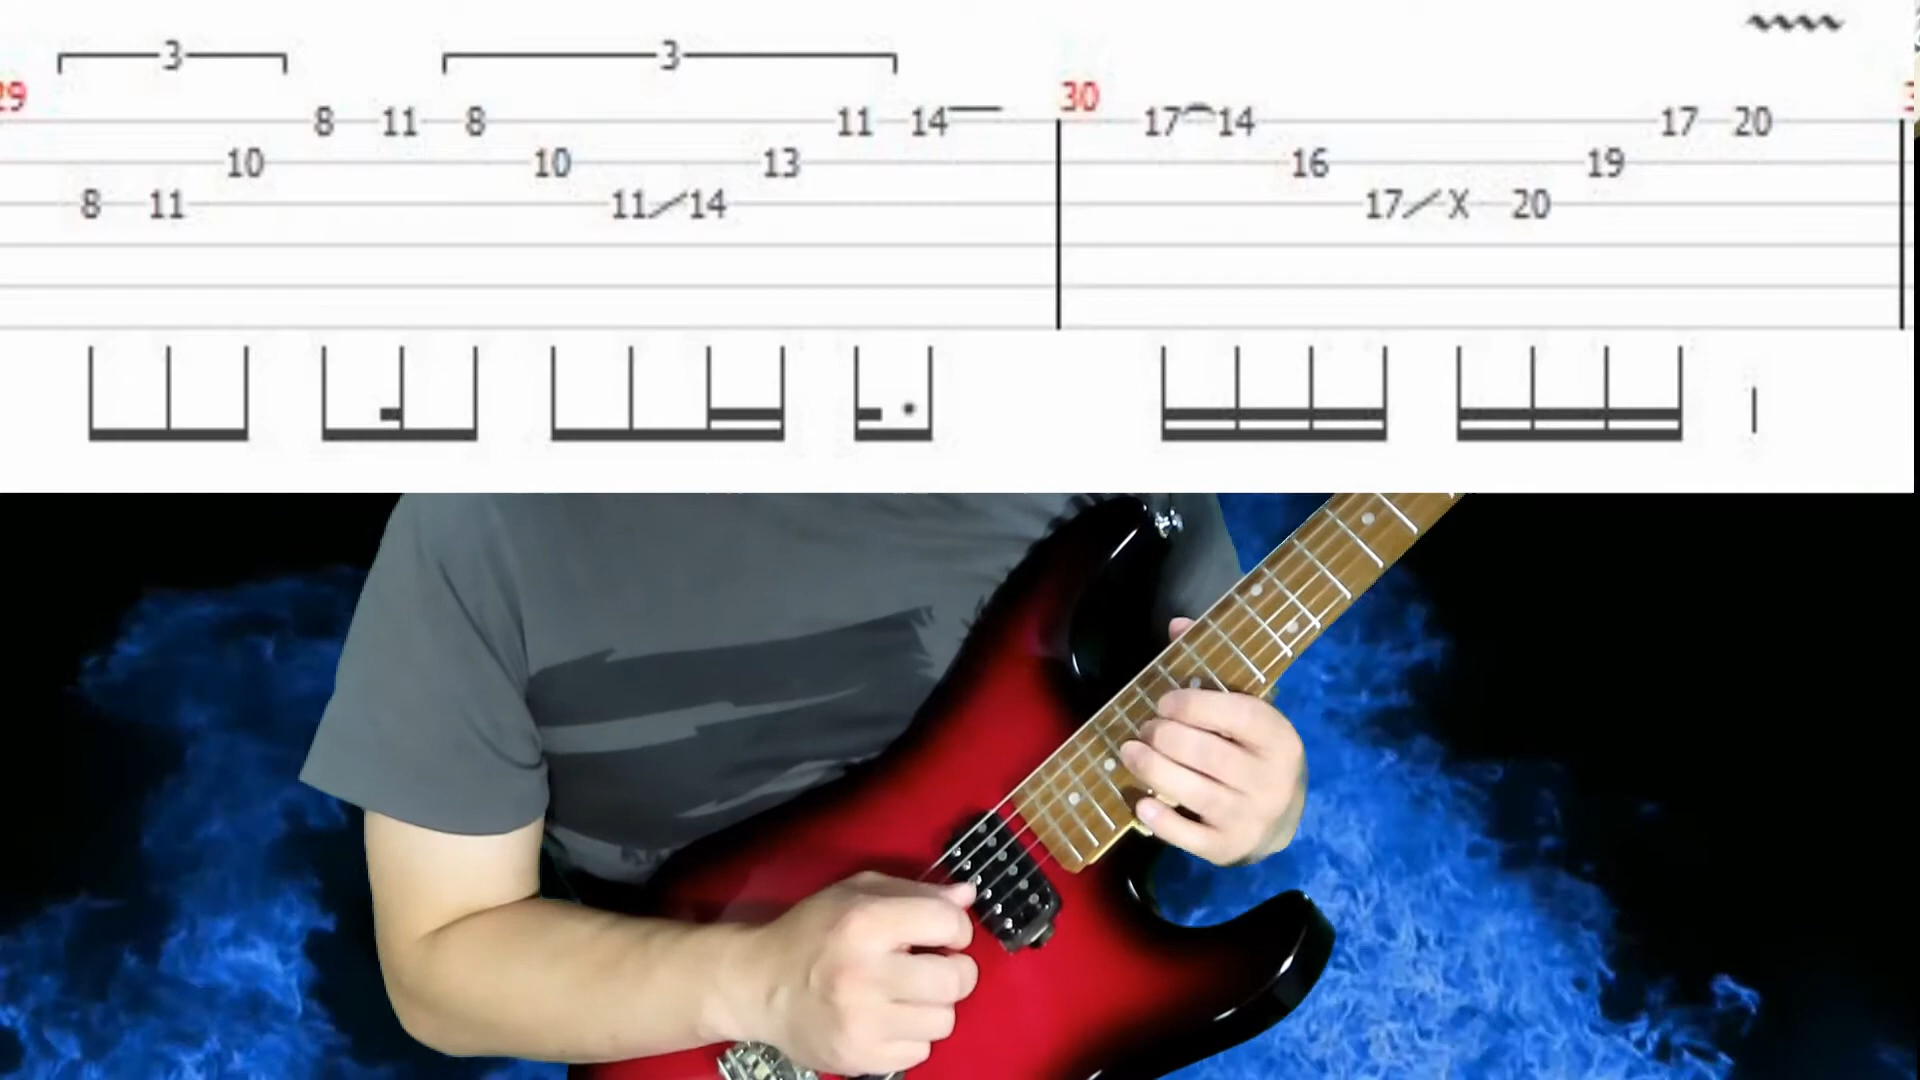 3 3
29 30 3
8 11 8 11 14 17 14 17 20
10 10 13 16 19
8 11 11/14 17/X 20